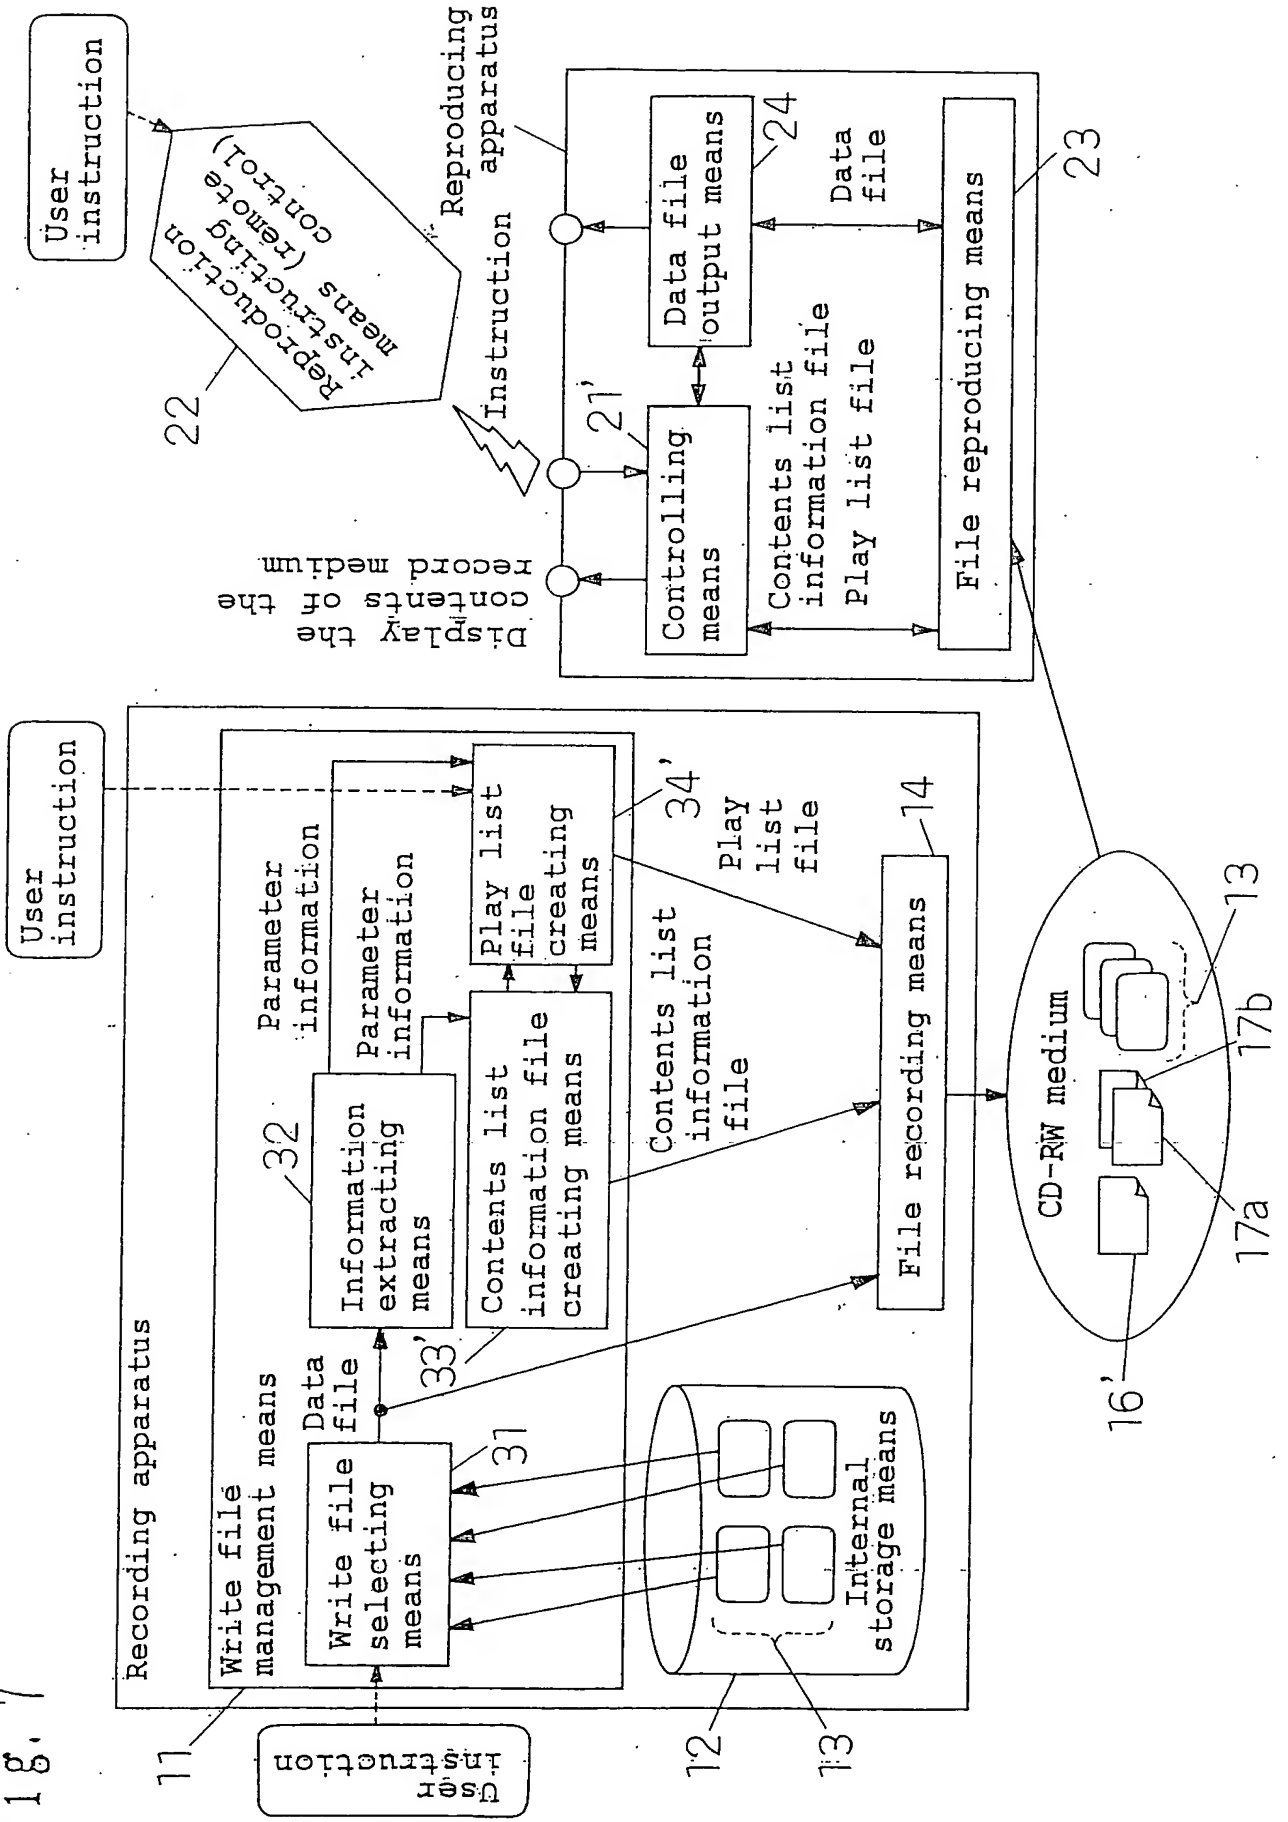 ig. 7
Recording apparatus
11
Write file
management means
User
instruction
Write file
selecting
means
31
Data
file
Information
extracting
means
32
Parameter
information
Parameter
information
User
instruction
Contents list
information file
creating means
33'
Play list
file
creating
means
34'
12
13
Internal
storage means
Contents list
information
file
Play
list
file
File recording means
14
CD-RW medium
16'
17a
17b
13
Display the
contents of the
record medium
Instruction
22
Reproduction
instructing
means (remote
control)
User
instruction
Reproducing
apparatus
Controlling
means
21'
Data file
output means
24
Contents list
information file
Play list file
Data
file
File reproducing means
23